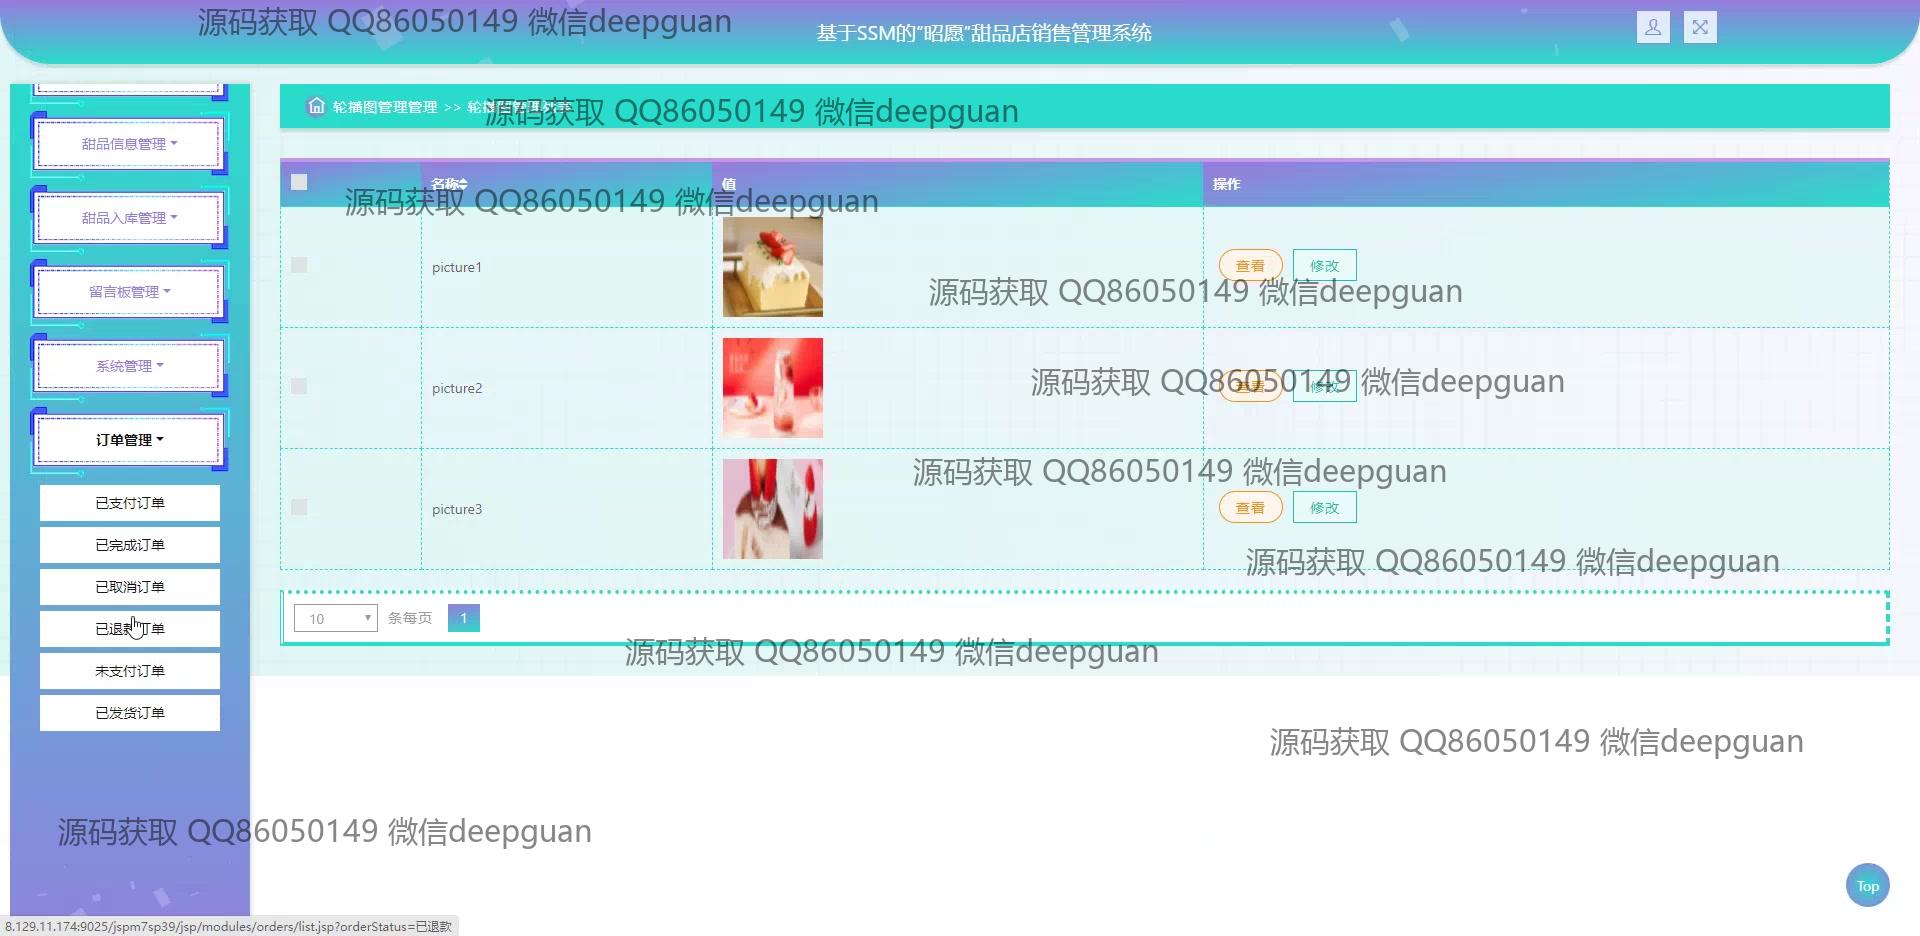 源码获取 QQ86050149 微信deepguan
基于SSM的“昭愿”甜品店销售管理系统
轮播图管理管理 >> 轮播图管理列表
源码获取 QQ86050149 微信deepguan
甜品信息管理
甜品入库管理
留言板管理
系统管理
订单管理
已支付订单
已完成订单
已取消订单
已退款订单
未支付订单
已发货订单
名称
值
操作
源码获取 QQ86050149 微信deepguan
picture1
查看
修改
源码获取 QQ86050149 微信deepguan
picture2
查看
修改
源码获取 QQ86050149 微信deepguan
源码获取 QQ86050149 微信deepguan
picture3
查看
修改
源码获取 QQ86050149 微信deepguan
10
条每页
1
源码获取 QQ86050149 微信deepguan
源码获取 QQ86050149 微信deepguan
源码获取 QQ86050149 微信deepguan
Top
8.129.11.174:9025/jspm7sp39/jsp/modules/orders/list.jsp?orderStatus=已退款